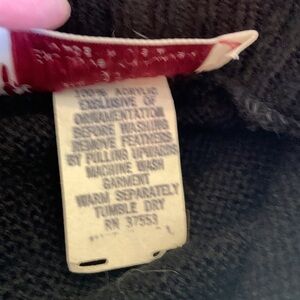 100% ACRYLIC
EXCLUSIVE OF
ORNAMENTATION
BEFORE WASHING
REMOVE FEATHERS
BY PULLING UPWARDS
MACHINE WASH
GARMENT
WARM SEPARATELY
TUMBLE DRY
RN 37553